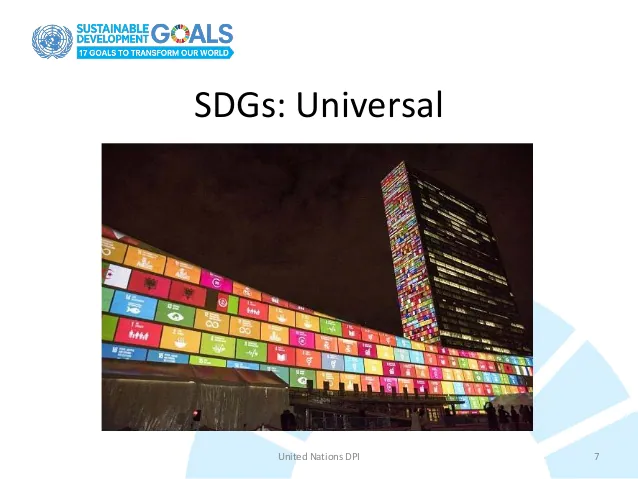 SUSTAINABLE
DEVELOPMENT
GOALS
17 GOALS TO TRANSFORM OUR WORLD
SDGs: Universal
United Nations DPI
7